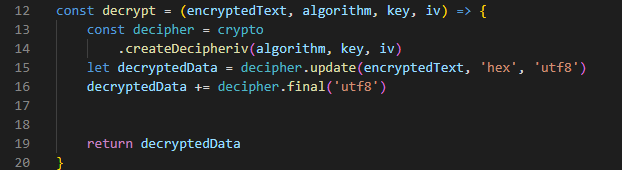 12 const decrypt = (encryptedText, algorithm, key, iv) => {
13     const decipher = crypto
14         .createDecipheriv(algorithm, key, iv)
15     let decryptedData = decipher.update(encryptedText, 'hex', 'utf8')
16     decryptedData += decipher.final('utf8')
17
18
19     return decryptedData
20 }